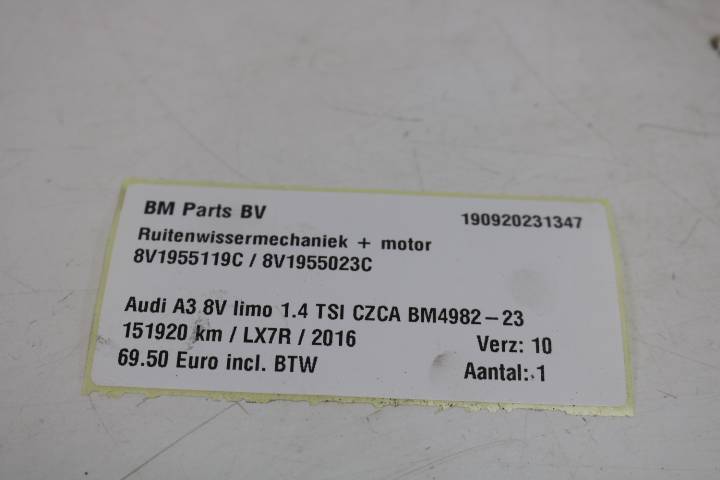 BM Parts BV 190920231347
Ruitenwissermechaniek + motor
8V1955119C / 8V1955023C
Audi A3 8V limo 1.4 TSI CZCA BM4982-23
151920 km / LX7R / 2016 Verz: 10
69.50 Euro incl. BTW Aantal: 1